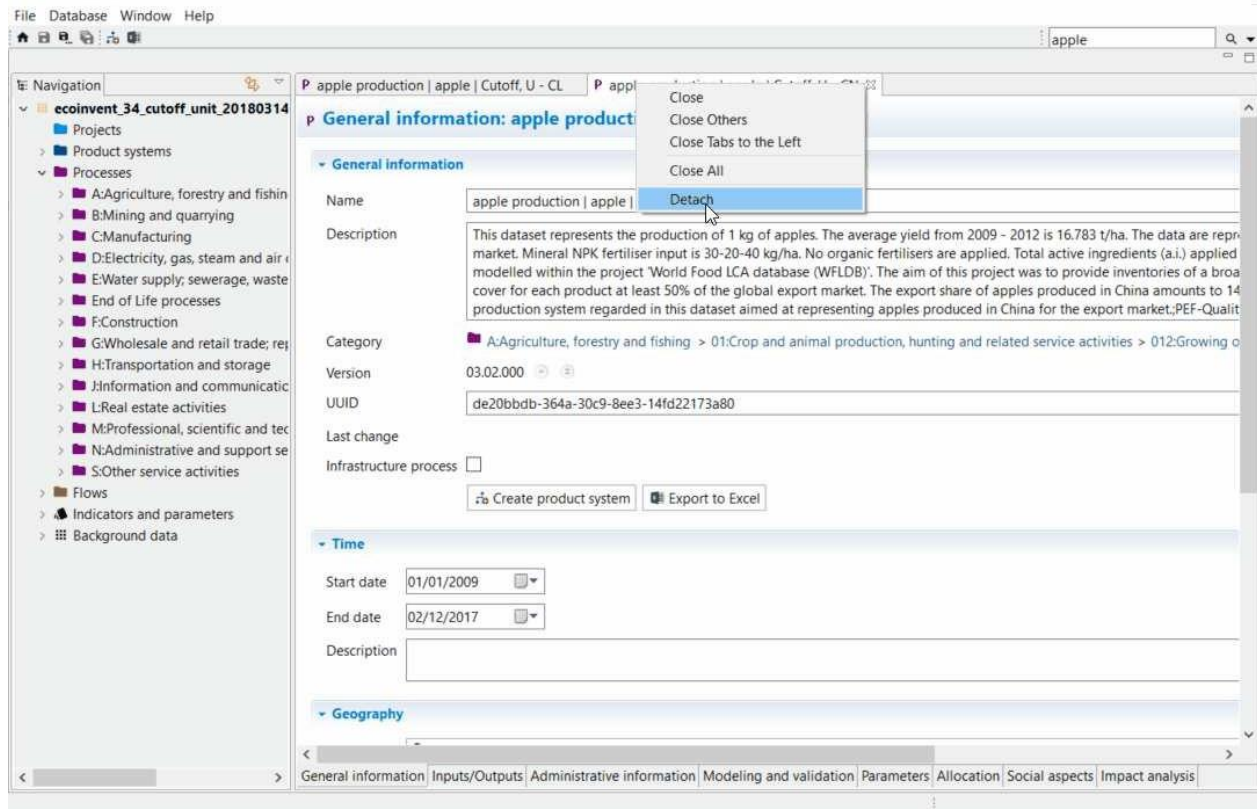 File Database Window Help
apple
Navigation
P apple production | apple | Cutoff, U - CL
P
ecoinvent_34_cutoff_unit_20180314
Projects
Product systems
Processes
A:Agriculture, forestry and fishin
B:Mining and quarrying
C:Manufacturing
D:Electricity, gas, steam and air
E:Water supply; sewerage, waste
End of Life processes
F:Construction
G:Wholesale and retail trade; rep
H:Transportation and storage
J:Information and communicatic
L:Real estate activities
M:Professional, scientific and tec
N:Administrative and support se
S:Other service activities
Flows
Indicators and parameters
Background data
Close
Close Others
Close Tabs to the Left
Close All
Detach
P General information: apple producti
General information
Name
apple production | apple |
Description
This dataset represents the production of 1 kg of apples. The average yield from 2009 - 2012 is 16.783 t/ha. The data are repr
market. Mineral NPK fertiliser input is 30-20-40 kg/ha. No organic fertilisers are applied. Total active ingredients (a.i.) applied
modelled within the project 'World Food LCA database (WFLDB)'. The aim of this project was to provide inventories of a broa
cover for each product at least 50% of the global export market. The export share of apples produced in China amounts to 14
production system regarded in this dataset aimed at representing apples produced in China for the export market.;PEF-Qualit
Category
A:Agriculture, forestry and fishing > 01:Crop and animal production, hunting and related service activities > 012:Growing o
Version
03.02.000
UUID
de20bbdb-364a-30c9-8ee3-14fd22173a80
Last change
Infrastructure process
Create product system
Export to Excel
Time
Start date
01/01/2009
End date
02/12/2017
Description
Geography
General information Inputs/Outputs Administrative information Modeling and validation Parameters Allocation Social aspects Impact analysis